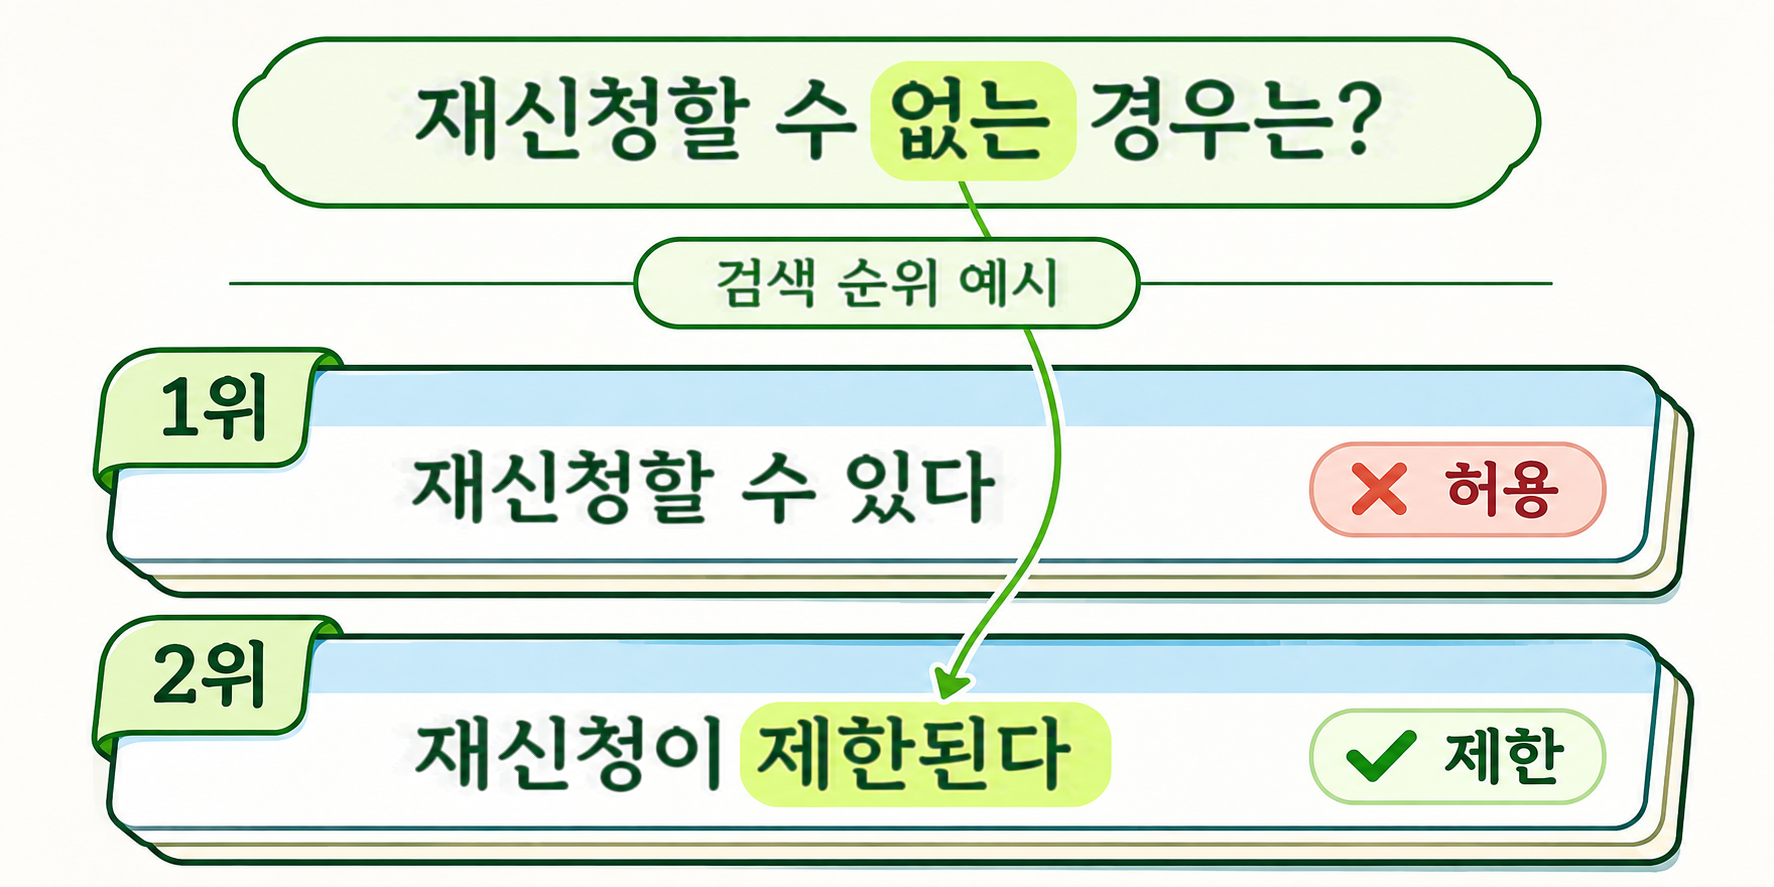 재신청할 수 없는 경우는?
검색 순위 예시
1위
재신청할 수 있다
허용
2위
재신청이 제한된다
제한